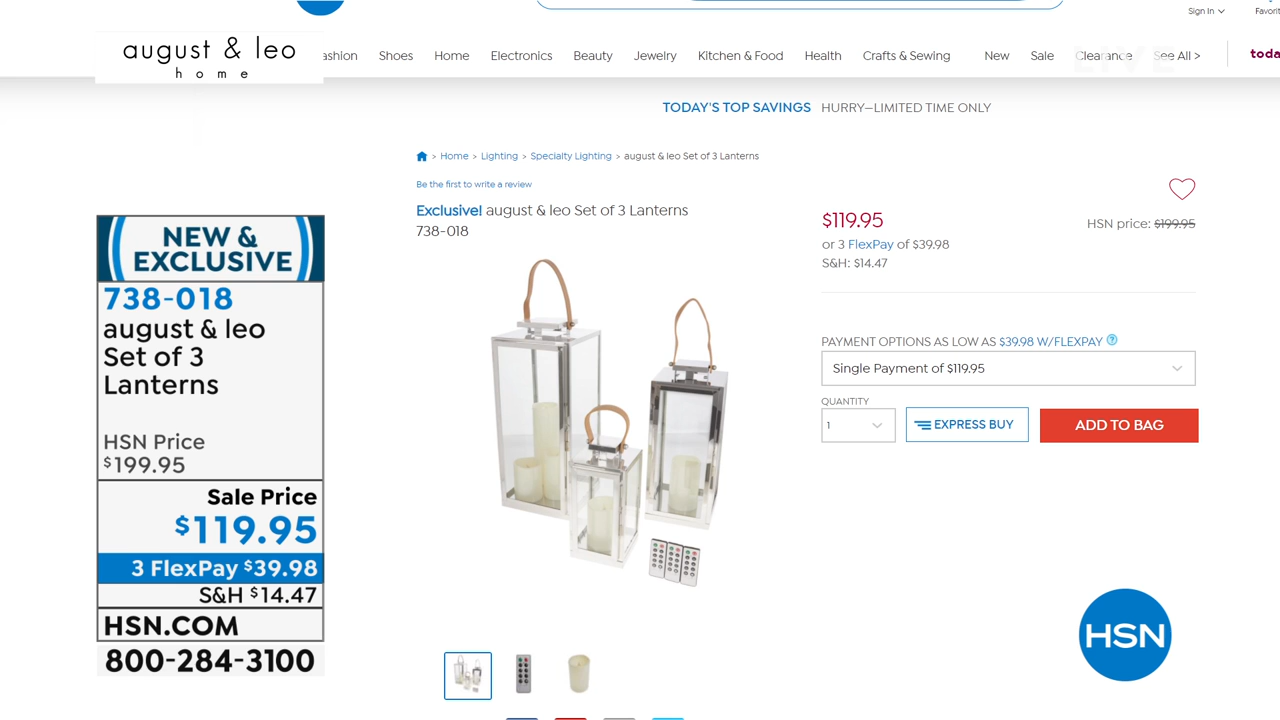 Sign In
august & leo
home
Shoes
Home
Electronics
Beauty
Jewelry
Kitchen & Food
Health
Crafts & Sewing
New
Sale
Clearance
See All >
TODAY'S TOP SAVINGS HURRY—LIMITED TIME ONLY
> Home > Lighting > Specialty Lighting > august & leo Set of 3 Lanterns
Be the first to write a review
Exclusive! august & leo Set of 3 Lanterns
738-018
$119.95
HSN price: $199.95
or 3 FlexPay of $39.98
S&H: $14.47
PAYMENT OPTIONS AS LOW AS $39.98 W/FLEXPAY ?
Single Payment of $119.95
QUANTITY
1
EXPRESS BUY
ADD TO BAG
NEW &
EXCLUSIVE
738-018
august & leo
Set of 3
Lanterns
HSN Price
$199.95
Sale Price
$119.95
3 FlexPay $39.98
S&H $14.47
HSN.COM
800-284-3100
HSN